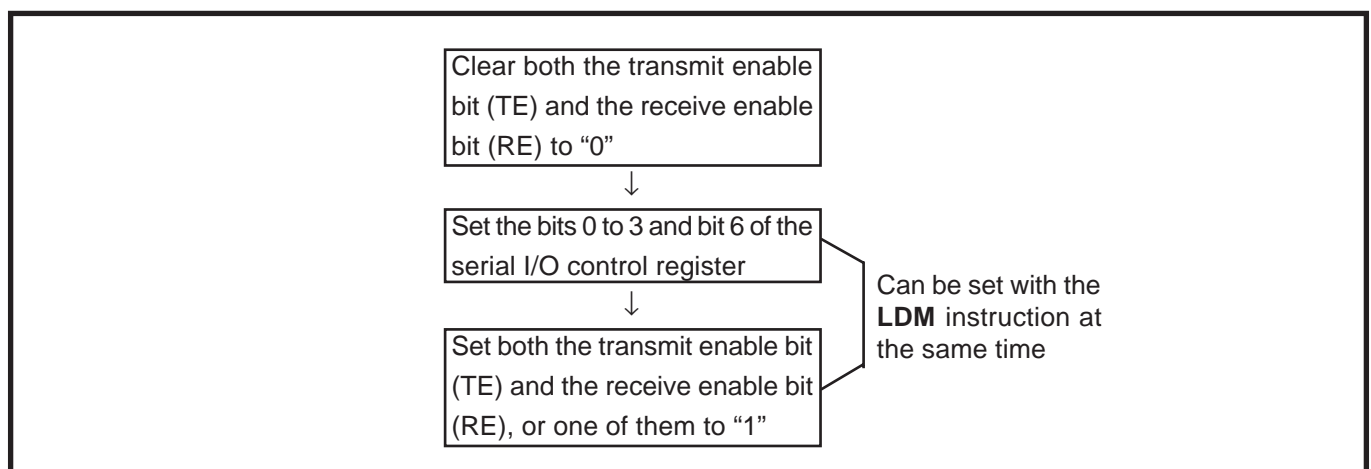 Clear both the transmit enable
bit (TE) and the receive enable
bit (RE) to “0”
↓
Set the bits 0 to 3 and bit 6 of the
serial I/O control register
↓
Set both the transmit enable bit
(TE) and the receive enable bit
(RE), or one of them to “1”
Can be set with the
LDM instruction at
the same time